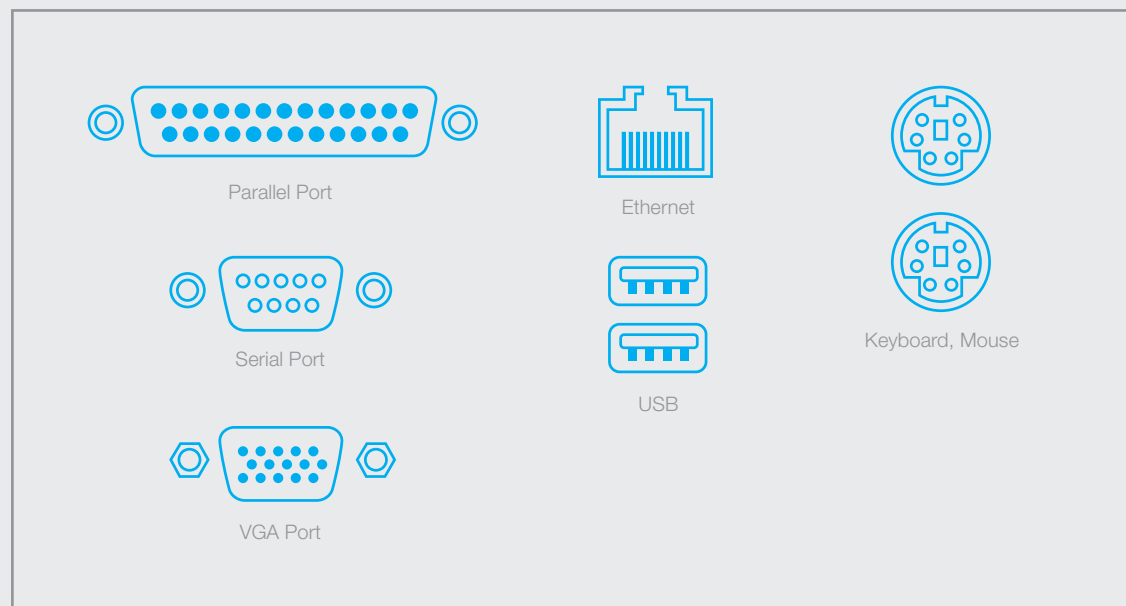 Parallel Port
Serial Port
VGA Port
Ethernet
USB
Keyboard, Mouse